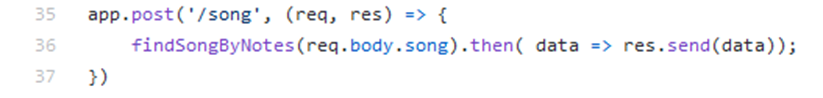 35 app.post('/song', (req, res) => {
36 findSongByNotes(req.body.song).then( data => res.send(data));
37 })